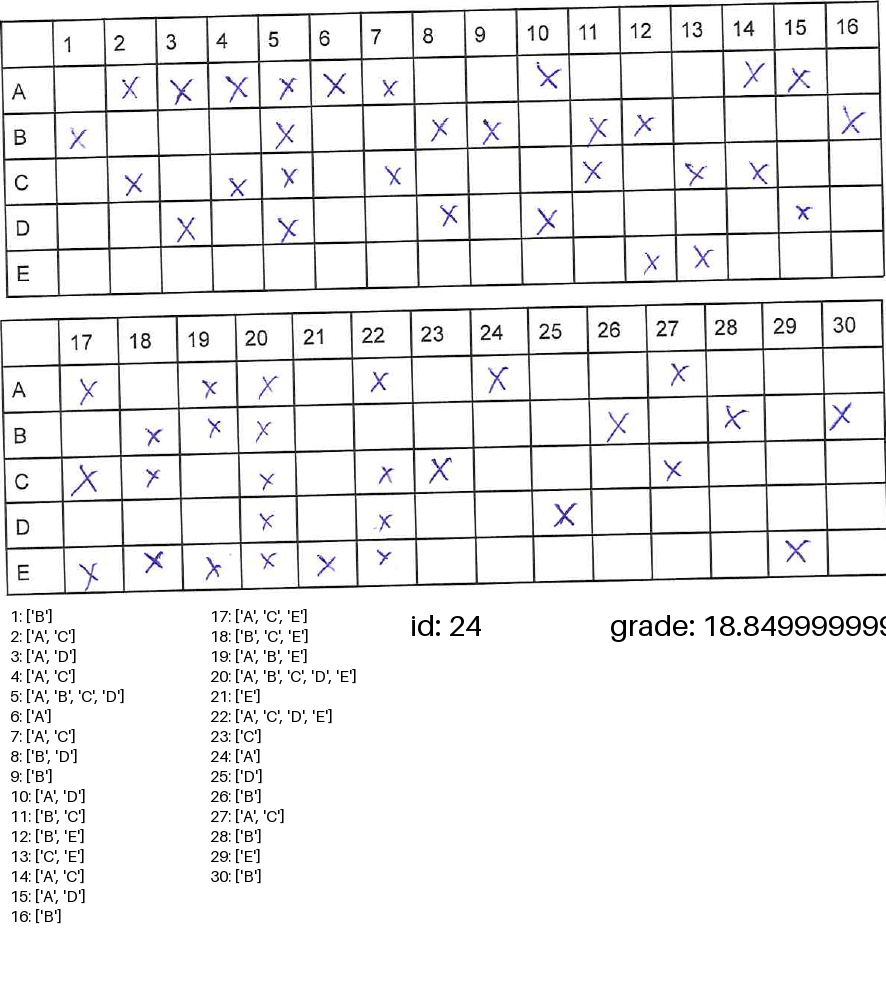 1 2 3 4 5 6 7 8 9 10 11 12 13 14 15 16
A X X X X X X X X X
B X X X X X X X
C X X X X X X X
D X X X X X
E X X
17 18 19 20 21 22 23 24 25 26 27 28 29 30
A X X X X X X
B X X X X X X
C X X X X X X
D X X X
E X X X X X X X
1: ['B']
2: ['A', 'C']
3: ['A', 'D']
4: ['A', 'C']
5: ['A', 'B', 'C', 'D']
6: ['A']
7: ['A', 'C']
8: ['B', 'D']
9: ['B']
10: ['A', 'D']
11: ['B', 'C']
12: ['B', 'E']
13: ['C', 'E']
14: ['A', 'C']
15: ['A', 'D']
16: ['B']
17: ['A', 'C', 'E']
18: ['B', 'C', 'E']
19: ['A', 'B', 'E']
20: ['A', 'B', 'C', 'D', 'E']
21: ['E']
22: ['A', 'C', 'D', 'E']
23: ['C']
24: ['A']
25: ['D']
26: ['B']
27: ['A', 'C']
28: ['B']
29: ['E']
30: ['B']
id: 24
grade: 18.849999999